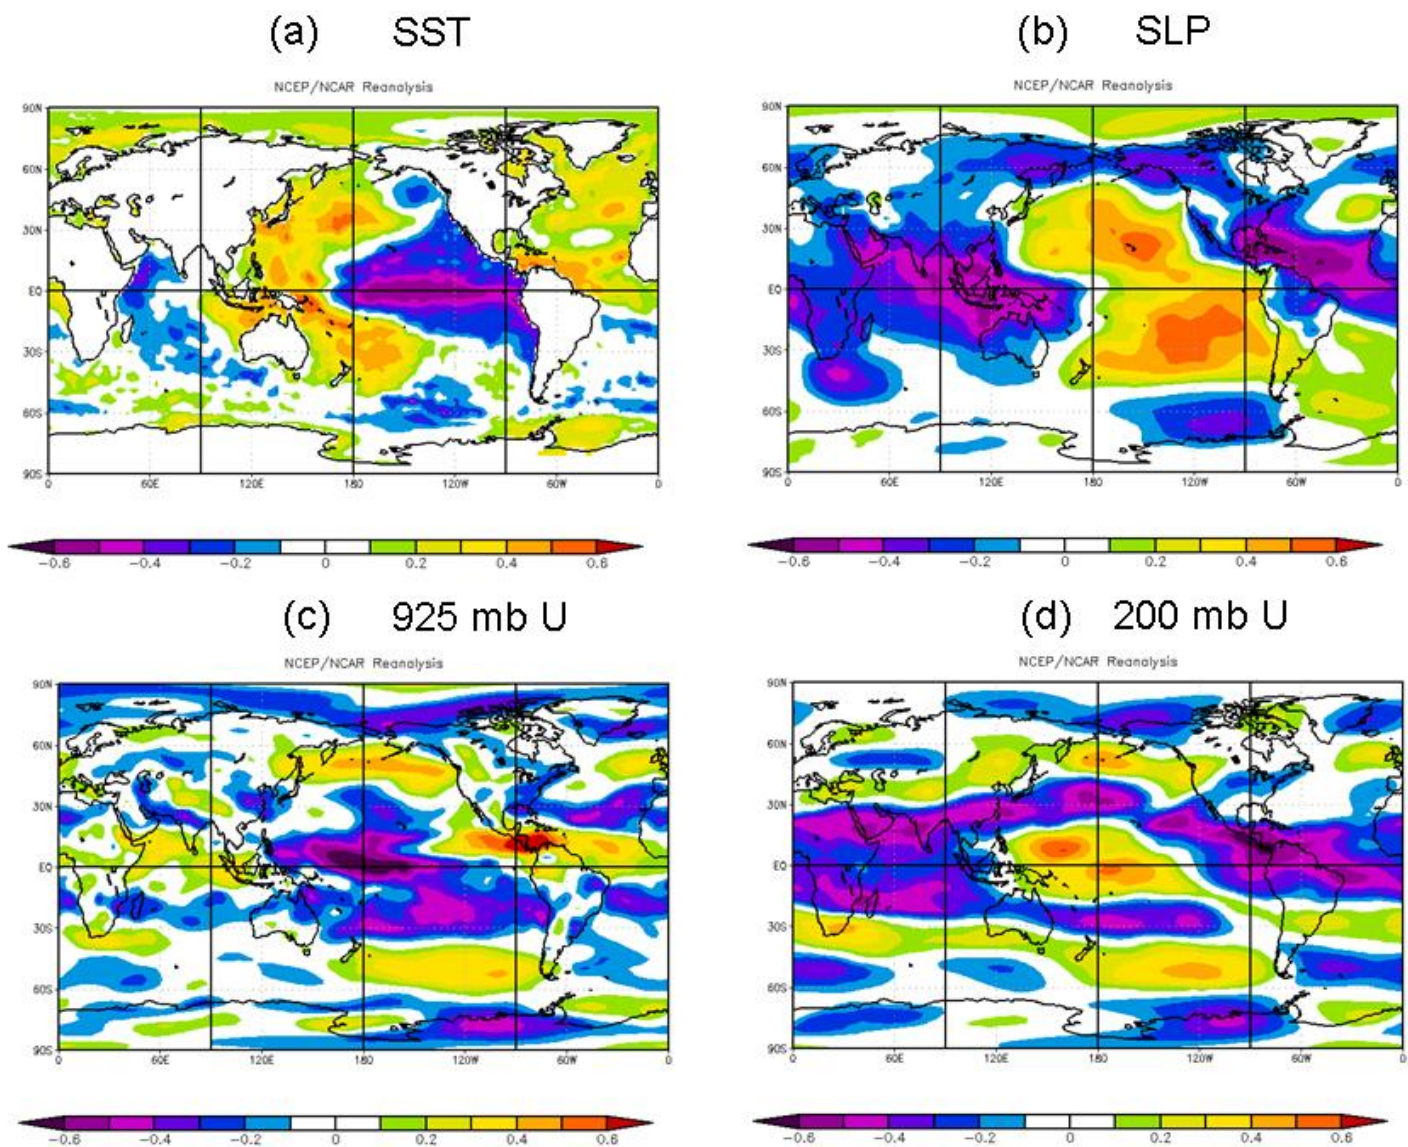 (a) SST
NCEP/NCAR Reanalysis
90N
60N
30N
EQ
30S
60S
90S
0 60E 120E 180 120W 60W 0
−0.6 −0.4 −0.2 0 0.2 0.4 0.6
(b) SLP
NCEP/NCAR Reanalysis
90N
60N
30N
EQ
30S
60S
90S
0 60E 120E 180 120W 60W 0
−0.6 −0.4 −0.2 0 0.2 0.4 0.6
(c) 925 mb U
NCEP/NCAR Reanalysis
90N
60N
30N
EQ
30S
60S
90S
0 60E 120E 180 120W 60W 0
−0.6 −0.4 −0.2 0 0.2 0.4 0.6
(d) 200 mb U
NCEP/NCAR Reanalysis
90N
60N
30N
EQ
30S
60S
90S
0 60E 120E 180 120W 60W 0
−0.6 −0.4 −0.2 0 0.2 0.4 0.6